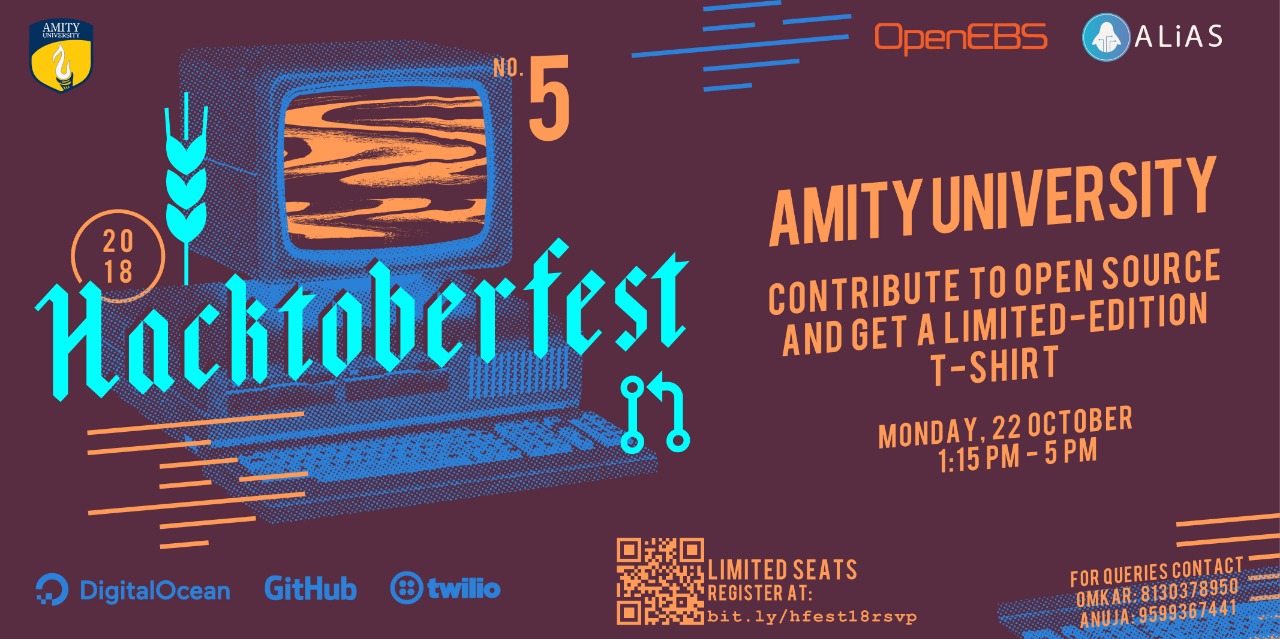 AMITY
UNIVERSITY
NO. 5
OpenEBS
ALiAS
20
18
Hacktoberfest
AMITY UNIVERSITY
CONTRIBUTE TO OPEN SOURCE
AND GET A LIMITED-EDITION
T-SHIRT
MONDAY, 22 OCTOBER
1:15 PM - 5 PM
DigitalOcean
GitHub
twilio
LIMITED SEATS
REGISTER AT:
bit.ly/hfest18rsvp
FOR QUERIES CONTACT
OMKAR: 8130378950
ANUJA: 9599367441